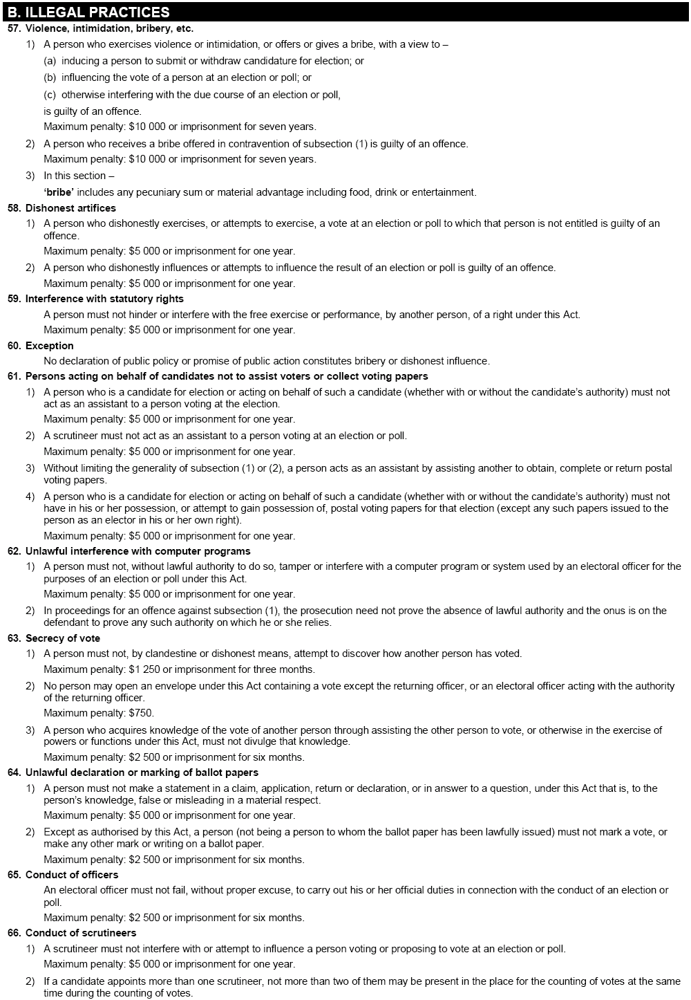 B. ILLEGAL PRACTICES
57. Violence, intimidation, bribery, etc.
1) A person who exercises violence or intimidation, or offers or gives a bribe, with a view to –
(a) inducing a person to submit or withdraw candidature for election; or
(b) influencing the vote of a person at an election or poll; or
(c) otherwise interfering with the due course of an election or poll,
is guilty of an offence.
Maximum penalty: $10 000 or imprisonment for seven years.
2) A person who receives a bribe offered in contravention of subsection (1) is guilty of an offence.
Maximum penalty: $10 000 or imprisonment for seven years.
3) In this section –
‘bribe’ includes any pecuniary sum or material advantage including food, drink or entertainment.
58. Dishonest artifices
1) A person who dishonestly exercises, or attempts to exercise, a vote at an election or poll to which that person is not entitled is guilty of an
offence.
Maximum penalty: $5 000 or imprisonment for one year.
2) A person who dishonestly influences or attempts to influence the result of an election or poll is guilty of an offence.
Maximum penalty: $5 000 or imprisonment for one year.
59. Interference with statutory rights
A person must not hinder or interfere with the free exercise or performance, by another person, of a right under this Act.
Maximum penalty: $5 000 or imprisonment for one year.
60. Exception
No declaration of public policy or promise of public action constitutes bribery or dishonest influence.
61. Persons acting on behalf of candidates not to assist voters or collect voting papers
1) A person who is a candidate for election or acting on behalf of such a candidate (whether with or without the candidate’s authority) must not
act as an assistant to a person voting at the election.
Maximum penalty: $5 000 or imprisonment for one year.
2) A scrutineer must not act as an assistant to a person voting at an election or poll.
Maximum penalty: $5 000 or imprisonment for one year.
3) Without limiting the generality of subsection (1) or (2), a person acts as an assistant by assisting another to obtain, complete or return postal
voting papers.
4) A person who is a candidate for election or acting on behalf of such a candidate (whether with or without the candidate’s authority) must not
have in his or her possession, or attempt to gain possession of, postal voting papers for that election (except any such papers issued to the
person as an elector in his or her own right).
Maximum penalty: $5 000 or imprisonment for one year.
62. Unlawful interference with computer programs
1) A person must not, without lawful authority to do so, tamper or interfere with a computer program or system used by an electoral officer for the
purposes of an election or poll under this Act.
Maximum penalty: $5 000 or imprisonment for one year.
2) In proceedings for an offence against subsection (1), the prosecution need not prove the absence of lawful authority and the onus is on the
defendant to prove any such authority on which he or she relies.
63. Secrecy of vote
1) A person must not, by clandestine or dishonest means, attempt to discover how another person has voted.
Maximum penalty: $1 250 or imprisonment for three months.
2) No person may open an envelope under this Act containing a vote except the returning officer, or an electoral officer acting with the authority
of the returning officer.
Maximum penalty: $750.
3) A person who acquires knowledge of the vote of another person through assisting the other person to vote, or otherwise in the exercise of
powers or functions under this Act, must not divulge that knowledge.
Maximum penalty: $2 500 or imprisonment for six months.
64. Unlawful declaration or marking of ballot papers
1) A person must not make a statement in a claim, application, return or declaration, or in answer to a question, under this Act that is, to the
person’s knowledge, false or misleading in a material respect.
Maximum penalty: $5 000 or imprisonment for one year.
2) Except as authorised by this Act, a person (not being a person to whom the ballot paper has been lawfully issued) must not mark a vote, or
make any other mark or writing on a ballot paper.
Maximum penalty: $2 500 or imprisonment for six months.
65. Conduct of officers
An electoral officer must not fail, without proper excuse, to carry out his or her official duties in connection with the conduct of an election or
poll.
Maximum penalty: $2 500 or imprisonment for six months.
66. Conduct of scrutineers
1) A scrutineer must not interfere with or attempt to influence a person voting or proposing to vote at an election or poll.
Maximum penalty: $5 000 or imprisonment for one year.
2) If a candidate appoints more than one scrutineer, not more than two of them may be present in the place for the counting of votes at the same
time during the counting of votes.